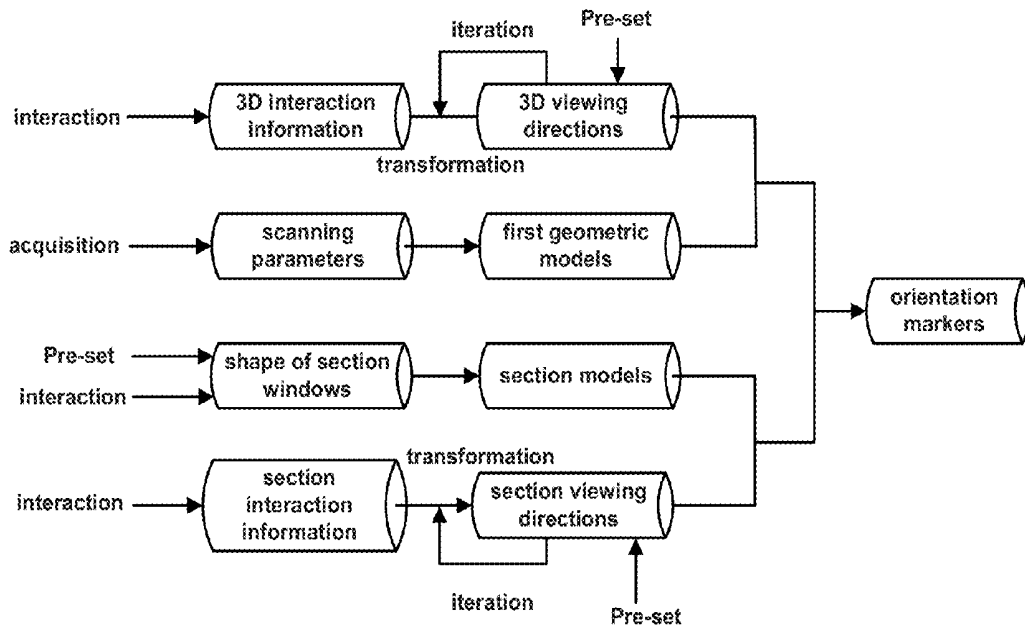 Pre-set
iteration
interaction
3D interaction
information
3D viewing
directions
transformation
acquisition
scanning
parameters
first geometric
models
orientation
markers
Pre-set
interaction
shape of section
windows
section models
transformation
interaction
section
interaction
information
section viewing
directions
iteration
Pre-set